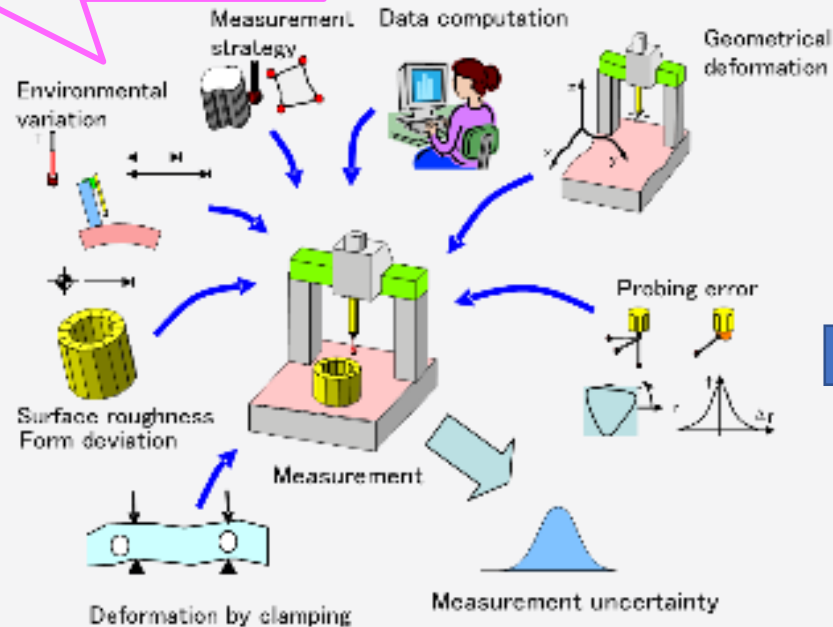 Measurement
strategy
Data computation
Geometrical
deformation
Environmental
variation
Probing error
Surface roughness
Form deviation
Measurement
Deformation by clamping
Measurement uncertainty